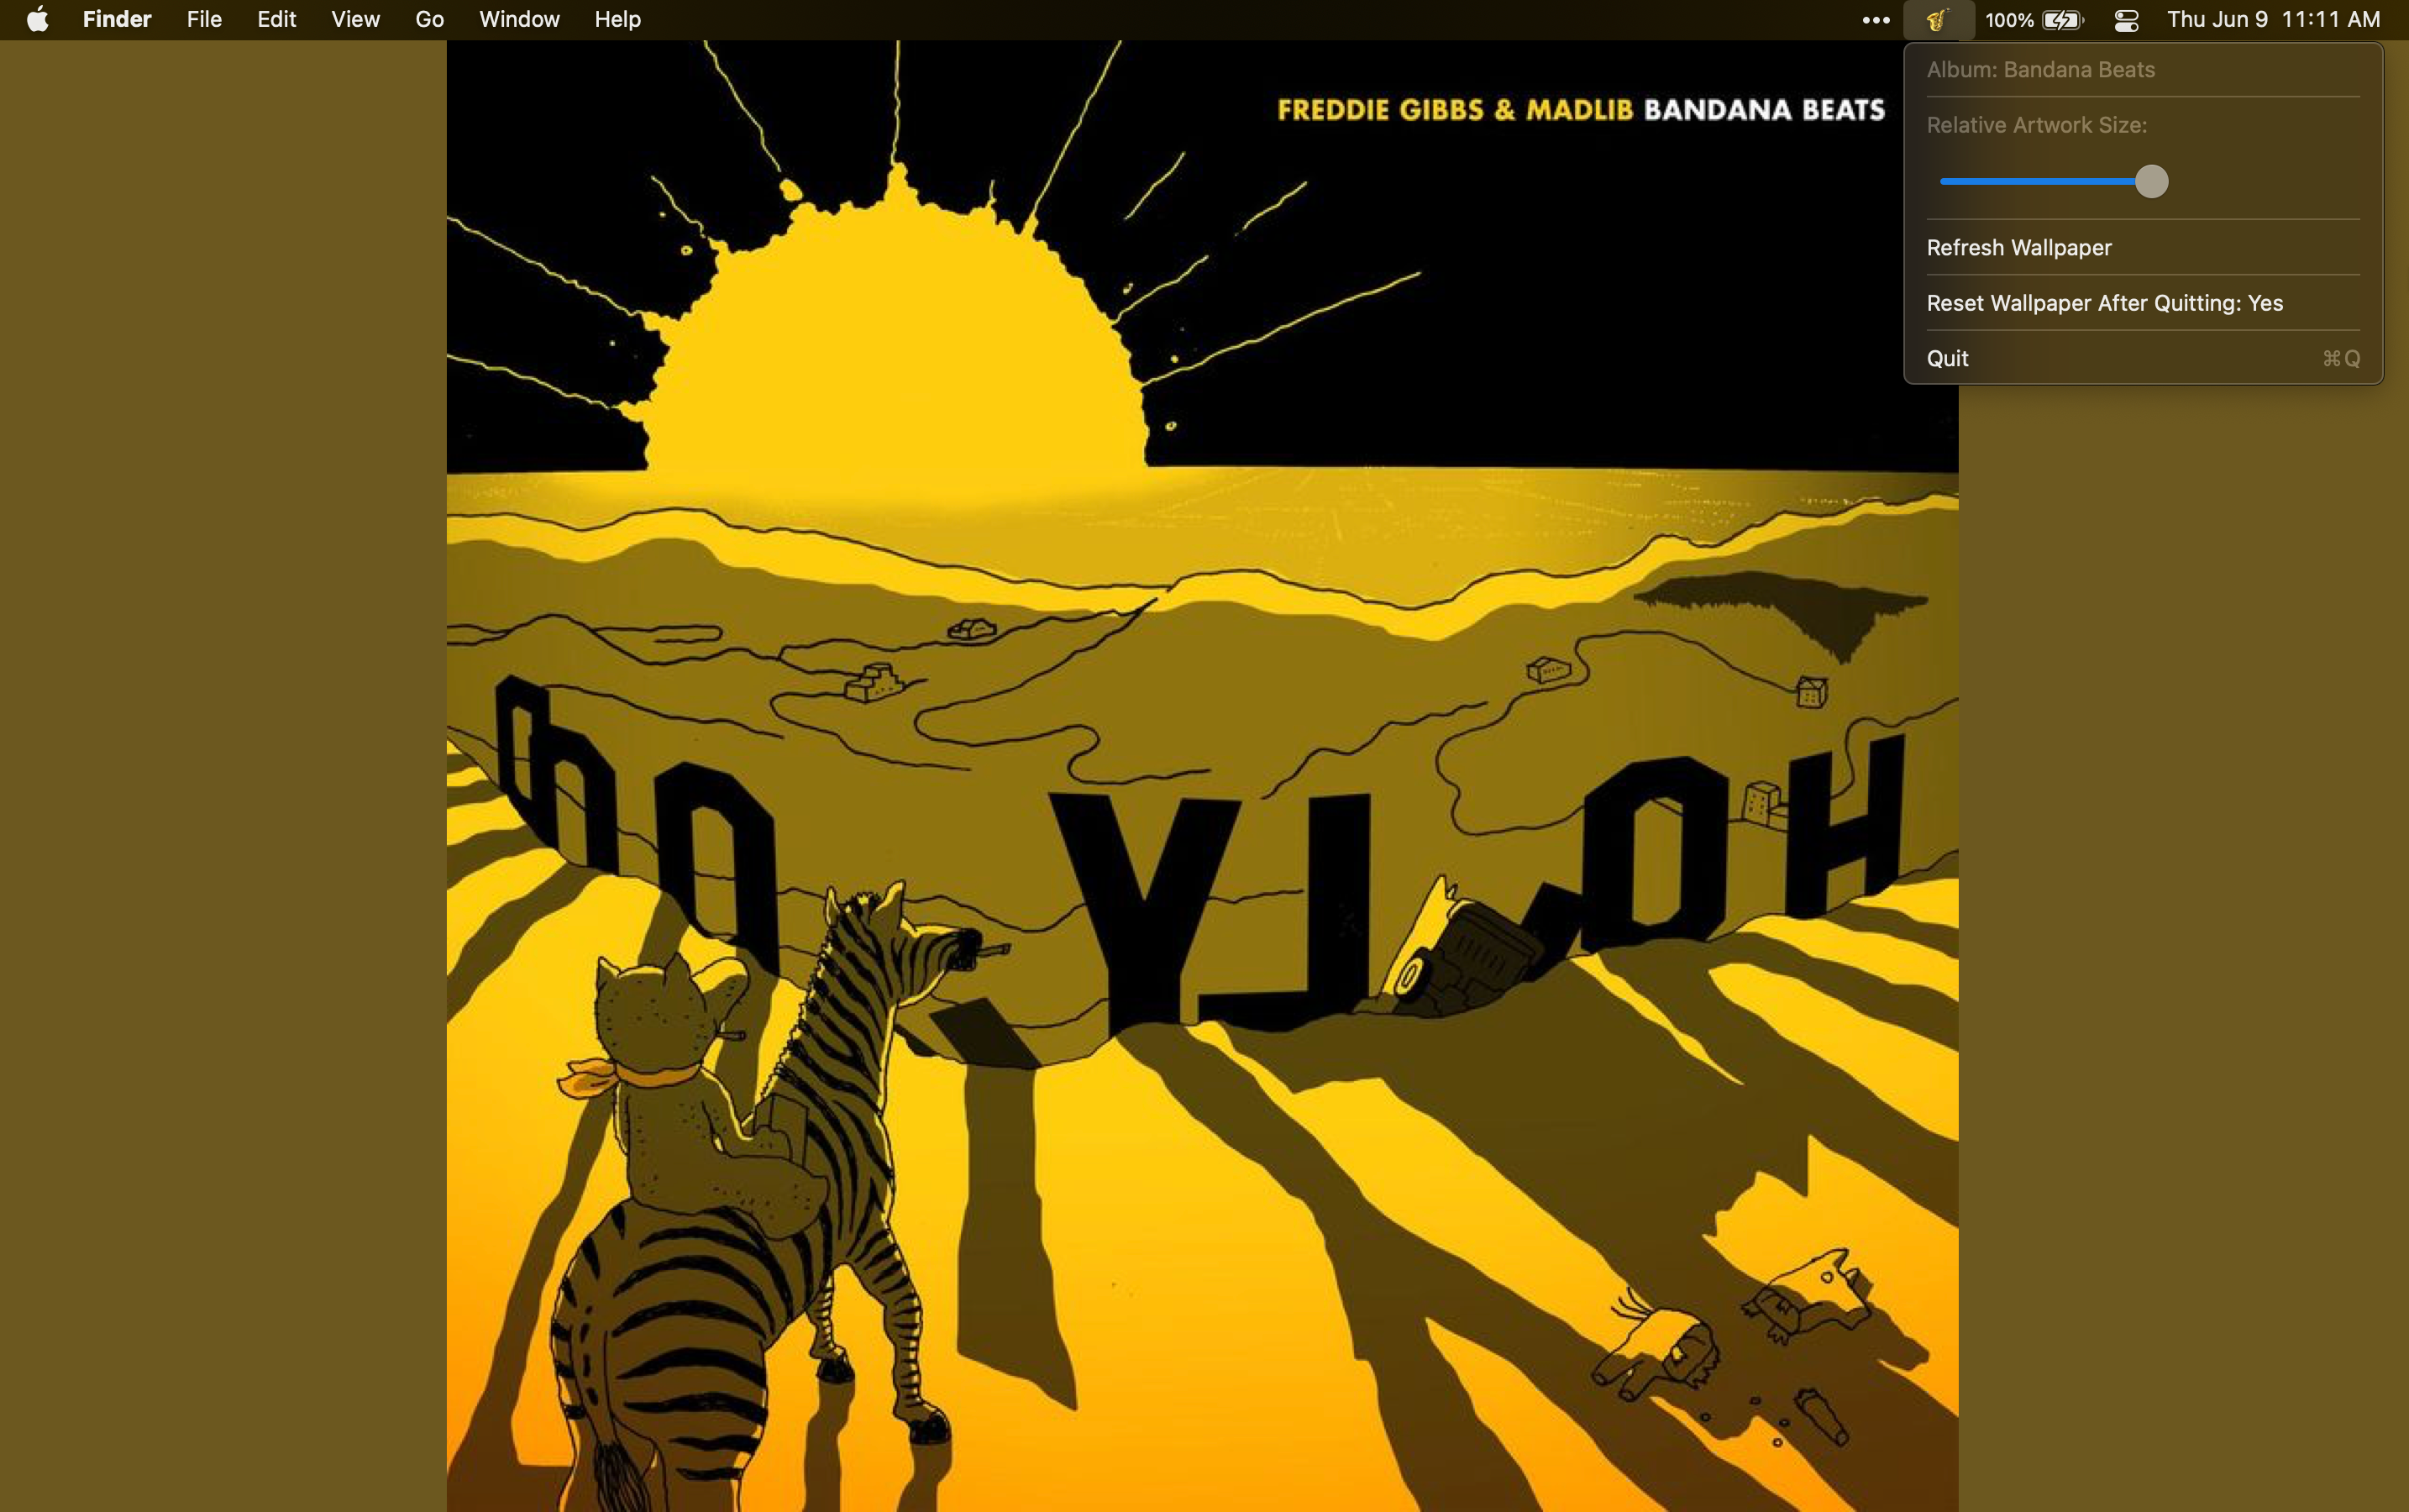 Finder File Edit View Go Window Help 100% Thu Jun 9 11:11 AM
Album: Bandana Beats
Relative Artwork Size:
Refresh Wallpaper
Reset Wallpaper After Quitting: Yes
Quit ⌘Q
FREDDIE GIBBS & MADLIB BANDANA BEATS
Y L OH